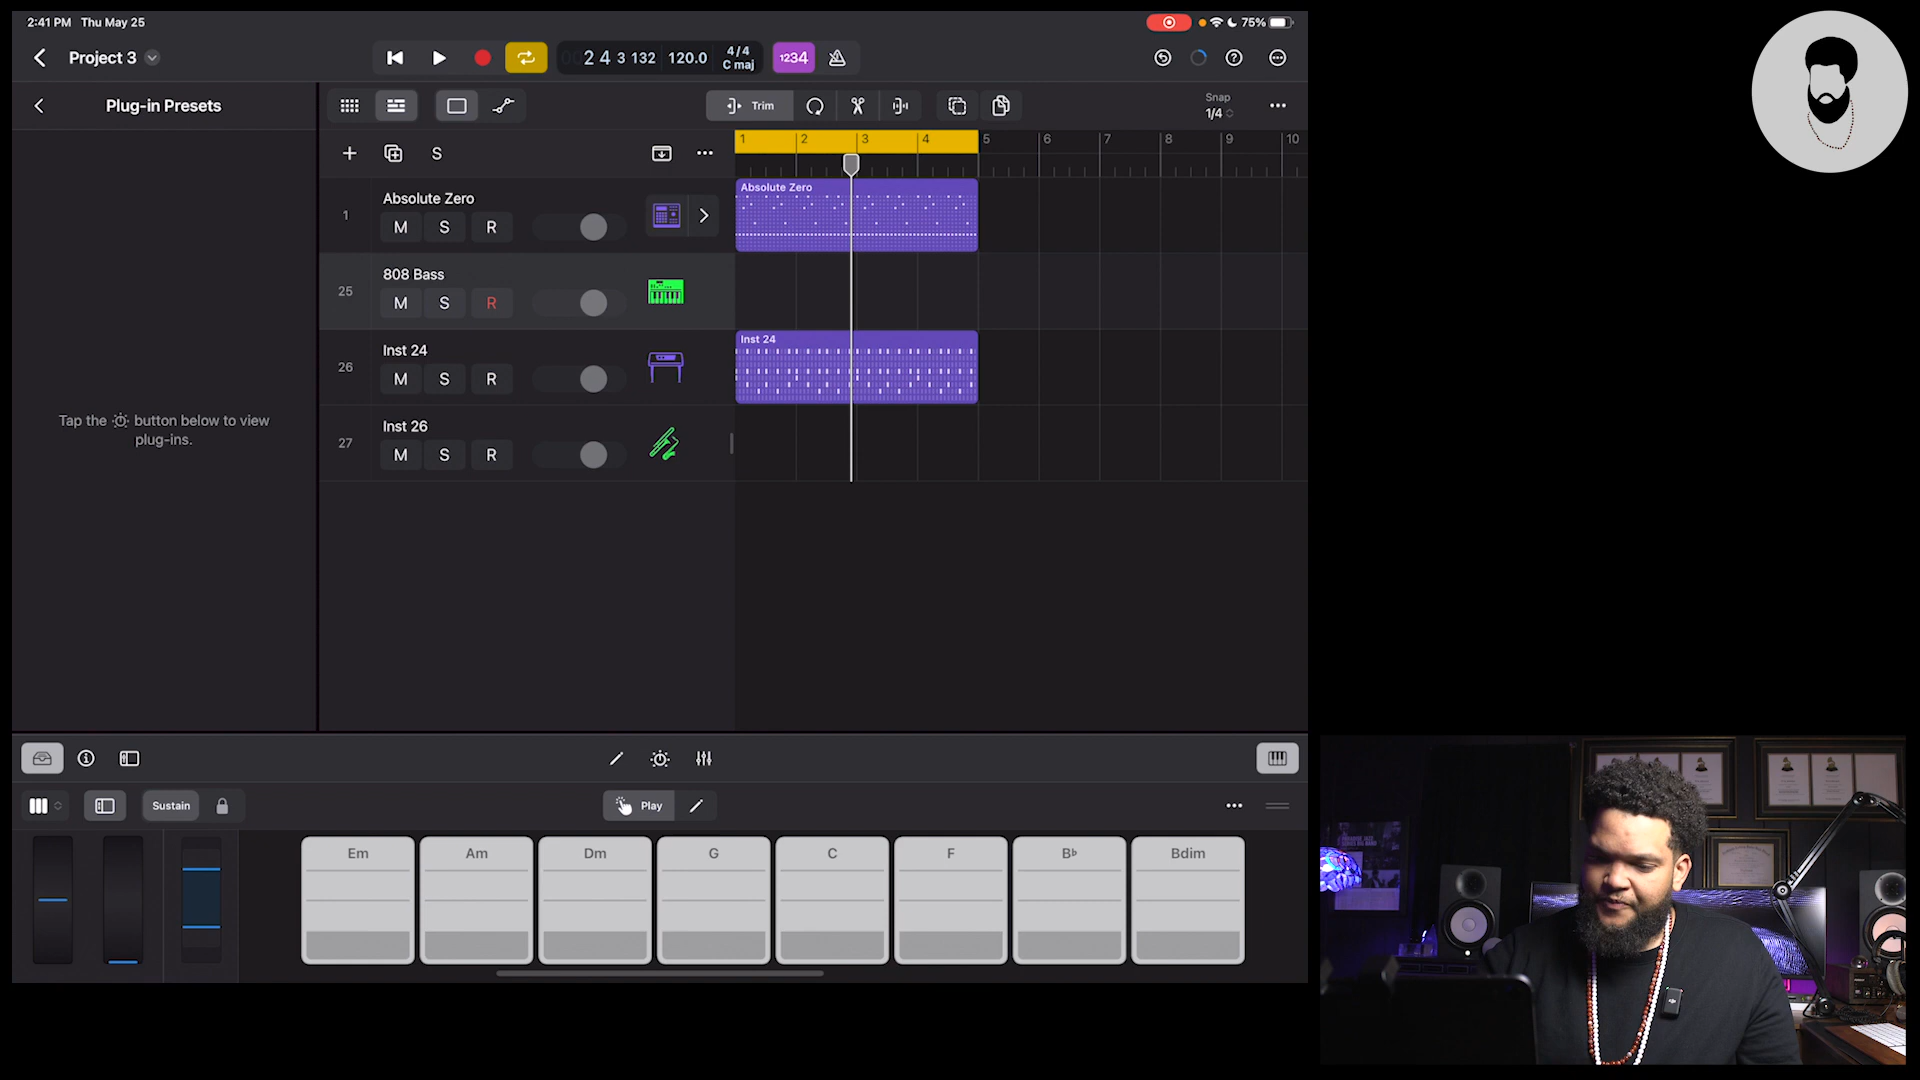 2:41 PM Thu May 25
75%
Project 3
2 4 3 132
120.0
4/4
C maj
1234
Plug-in Presets
Trim
Snap
1/4
S
1 2 3 4 5 6 7 8 9 10
1
Absolute Zero
M S R
Absolute Zero
25
808 Bass
M S R
26
Inst 24
M S R
Inst 24
27
Inst 26
M S R
Tap the button below to view
plug-ins.
Sustain
Play
Em Am Dm G C F B♭ Bdim